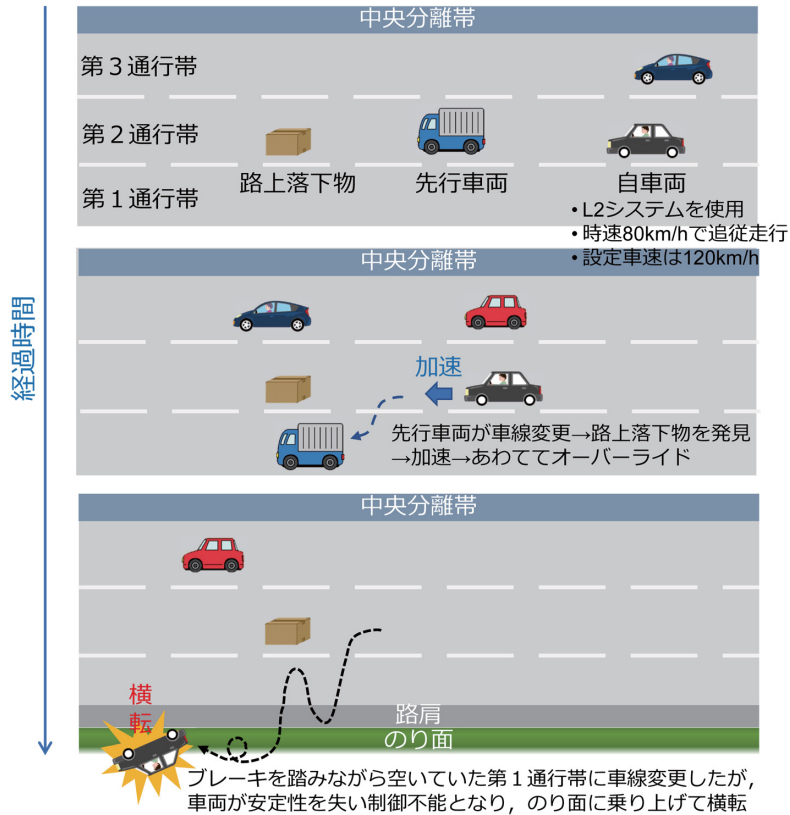 経過時間
中央分離帯
第3通行帯
第2通行帯
第1通行帯
路上落下物
先行車両
自車両
• L2システムを使用
• 時速80km/hで追従走行
• 設定車速は120km/h
中央分離帯
加速
先行車両が車線変更→路上落下物を発見
→加速→あわててオーバーライド
中央分離帯
横転
路肩
のり面
ブレーキを踏みながら空いていた第1通行帯に車線変更したが，
車両が安定性を失い制御不能となり，のり面に乗り上げて横転